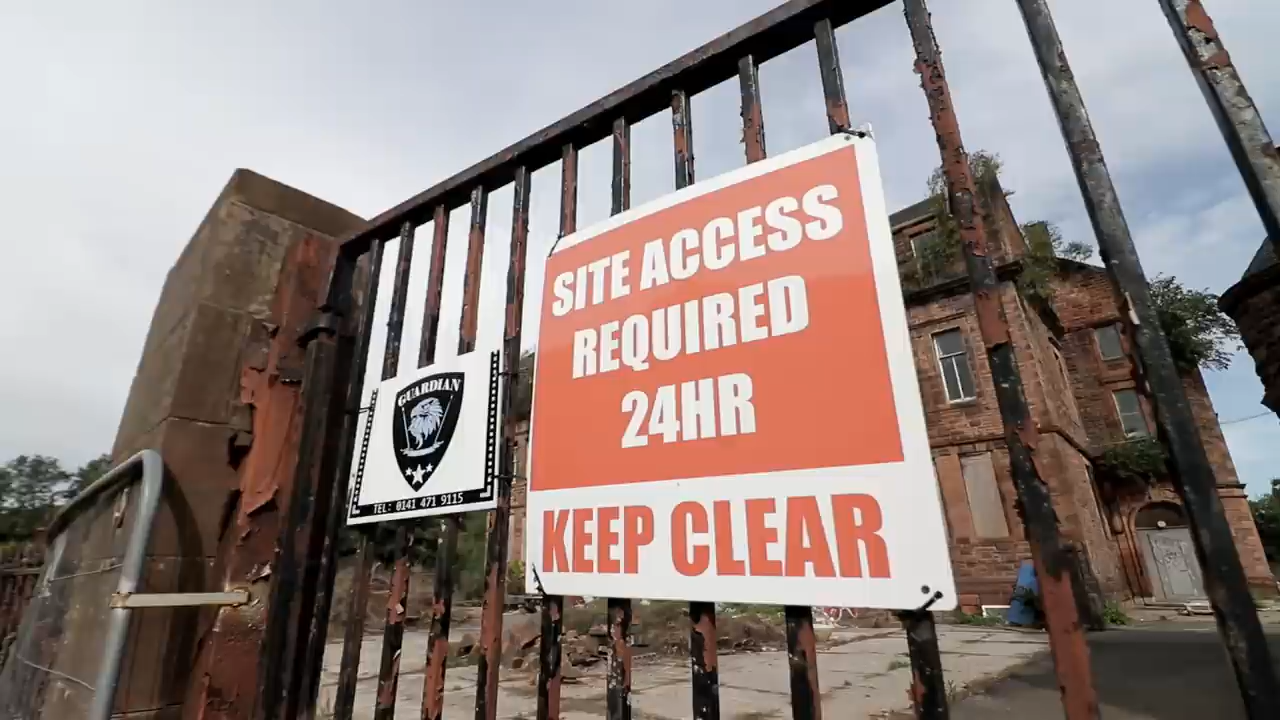 GUARDIAN
TEL: 0141 471 9115
SITE ACCESS
REQUIRED
24HR
KEEP CLEAR